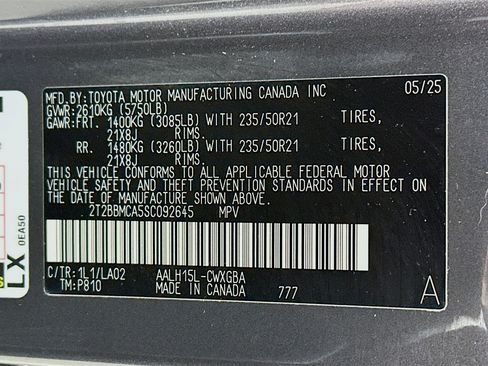 MFD.BY:TOYOTA MOTOR MANUFACTURING CANADA INC 05/25
GVWR:2610KG (5750LB)
GAWR:FRT. 1400KG (3085LB) WITH 235/50R21 TIRES,
21X8J RIMS.
RR. 1480KG (3260LB) WITH 235/50R21 TIRES,
21X8J RIMS.
THIS VEHICLE CONFORMS TO ALL APPLICABLE FEDERAL MOTOR
VEHICLE SAFETY AND THEFT PREVENTION STANDARDS IN EFFECT ON
THE DATE OF MANUFACTURE SHOWN ABOVE.
2T2BBMCA5SC092645 MPV
C/TR:1L1/LA02 AALH15L-CWXGBA
TM:P810 MADE IN CANADA 777
A
LX
0EA50